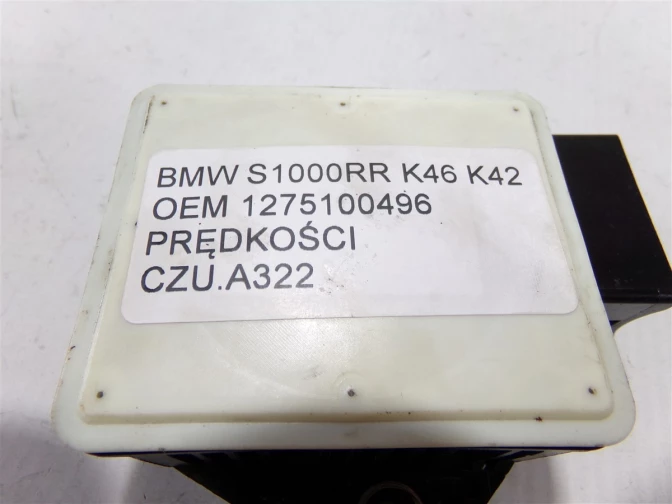 BMW S1000RR K46 K42
OEM 1275100496
PRĘDKOŚCI
CZU.A322